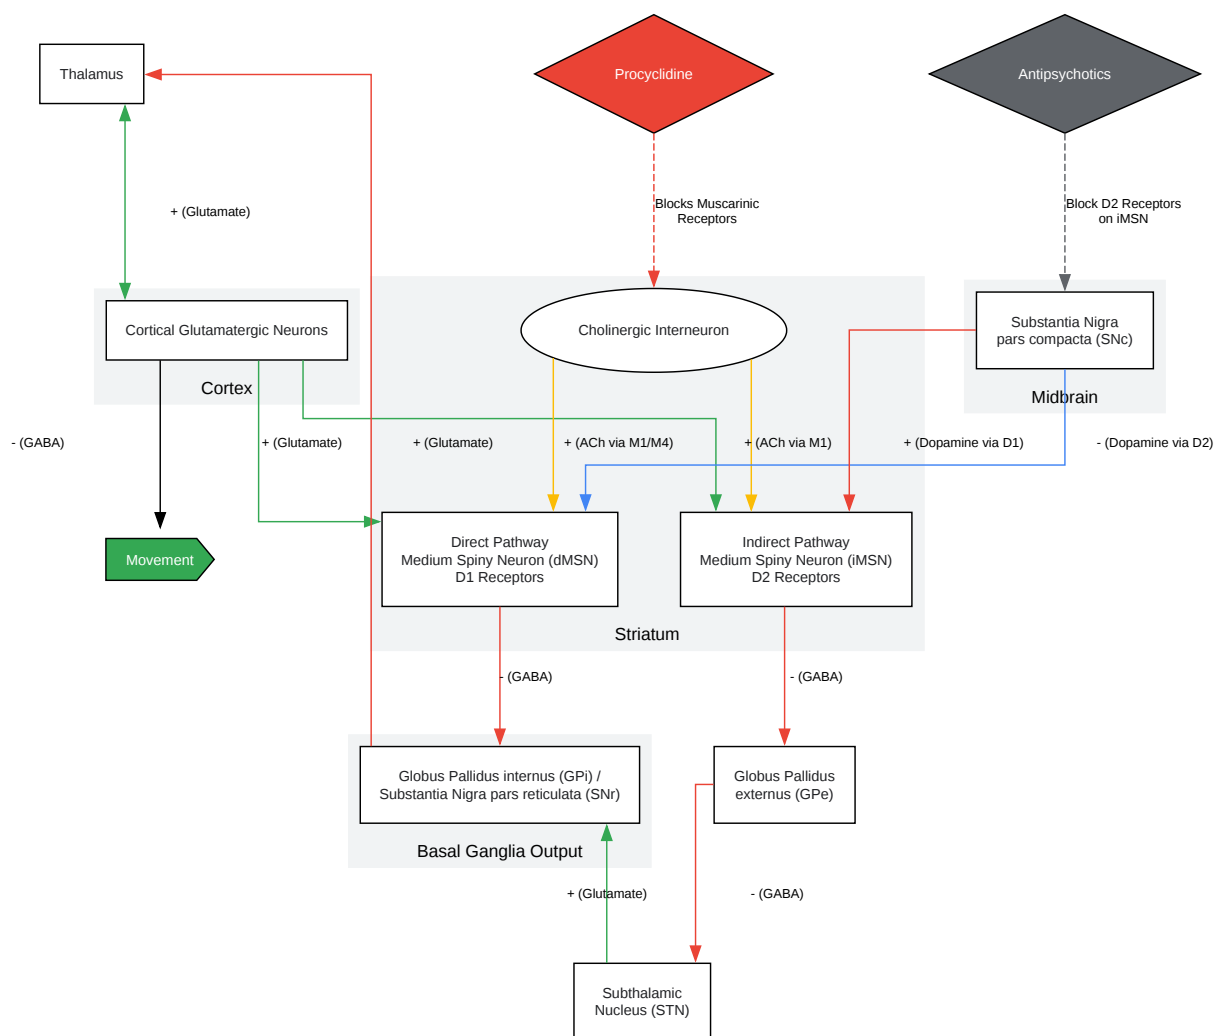 Thalamus
Procyclidine
Antipsychotics
+ (Glutamate)
Blocks Muscarinic
Receptors
Block D2 Receptors
on iMSN
Cortical Glutamatergic Neurons
Cholinergic Interneuron
Substantia Nigra
pars compacta (SNc)
Cortex
Midbrain
- (GABA)
+ (Glutamate)
+ (Glutamate)
+ (ACh via M1/M4)
+ (ACh via M1)
+ (Dopamine via D1)
- (Dopamine via D2)
Movement
Direct Pathway
Medium Spiny Neuron (dMSN)
D1 Receptors
Indirect Pathway
Medium Spiny Neuron (iMSN)
D2 Receptors
Striatum
- (GABA)
- (GABA)
Globus Pallidus internus (GPi) /
Substantia Nigra pars reticulata (SNr)
Globus Pallidus
externus (GPe)
Basal Ganglia Output
+ (Glutamate)
- (GABA)
Subthalamic
Nucleus (STN)